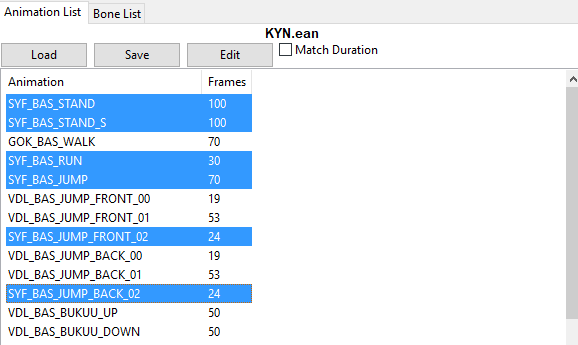 Animation List Bone List
KYN.ean
Load Save Edit Match Duration
Animation Frames
SYF_BAS_STAND 100
SYF_BAS_STAND_S 100
GOK_BAS_WALK 70
SYF_BAS_RUN 30
SYF_BAS_JUMP 70
VDL_BAS_JUMP_FRONT_00 19
VDL_BAS_JUMP_FRONT_01 53
SYF_BAS_JUMP_FRONT_02 24
VDL_BAS_JUMP_BACK_00 19
VDL_BAS_JUMP_BACK_01 53
SYF_BAS_JUMP_BACK_02 24
VDL_BAS_BUKUU_UP 50
VDL_BAS_BUKUU_DOWN 50